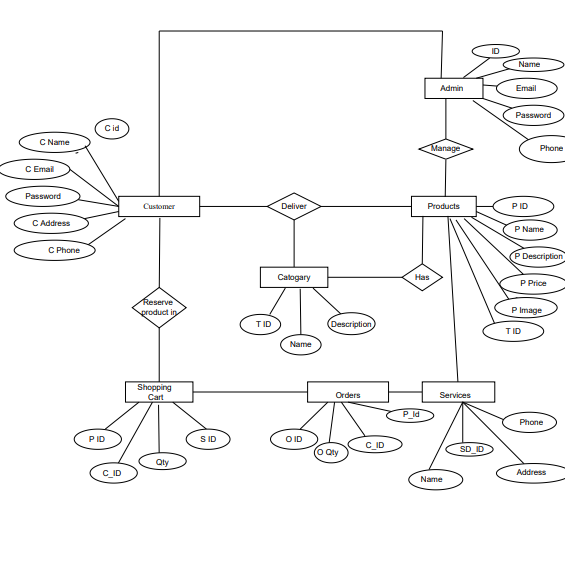 ID
Name
Admin
Email
Password
Phone
C id
C Name
Manage
C Email
Password
Customer
Deliver
Products
P ID
C Address
P Name
C Phone
P Description
Catogary
Has
P Price
Reserve
product in
P Image
T ID
Description
T ID
Name
Shopping
Cart
Orders
Services
P_Id
Phone
P ID
S ID
O ID
C_ID
O Qty
SD_ID
Qty
C_ID
Name
Address